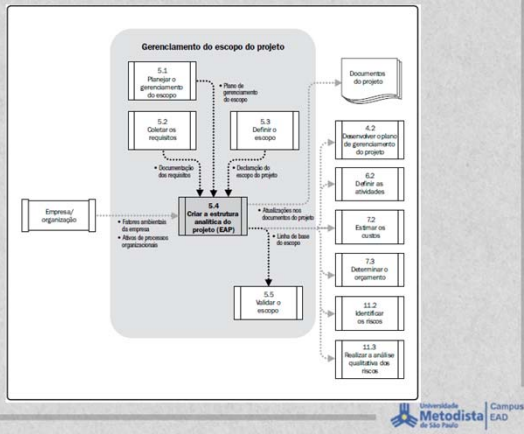 Gerenciamento do escopo do projeto
5.1
Planejar o
gerenciamento
do escopo
• Plano de
gerenciamento
do escopo
5.2
Coletar os
requisitos
5.3
Definir o
escopo
• Documentação
dos requisitos
• Declaração do
escopo do projeto
Empresa/
organização
• Fatores ambientais
da empresa
• Ativos de processos
organizacionais
5.4
Criar a estrutura
analítica do
projeto (EAP)
• Atualizações nos
documentos do projeto
• Linha de base
do escopo
5.5
Validar o
escopo
Documentos
do projeto
4.2
Desenvolver o plano
de gerenciamento
do projeto
6.2
Definir as
atividades
7.2
Estimar os
custos
7.3
Determinar o
orçamento
11.2
Identificar
os riscos
11.3
Realizar a análise
qualitativa dos
riscos
Universidade
Metodista
de São Paulo
Campus
EAD